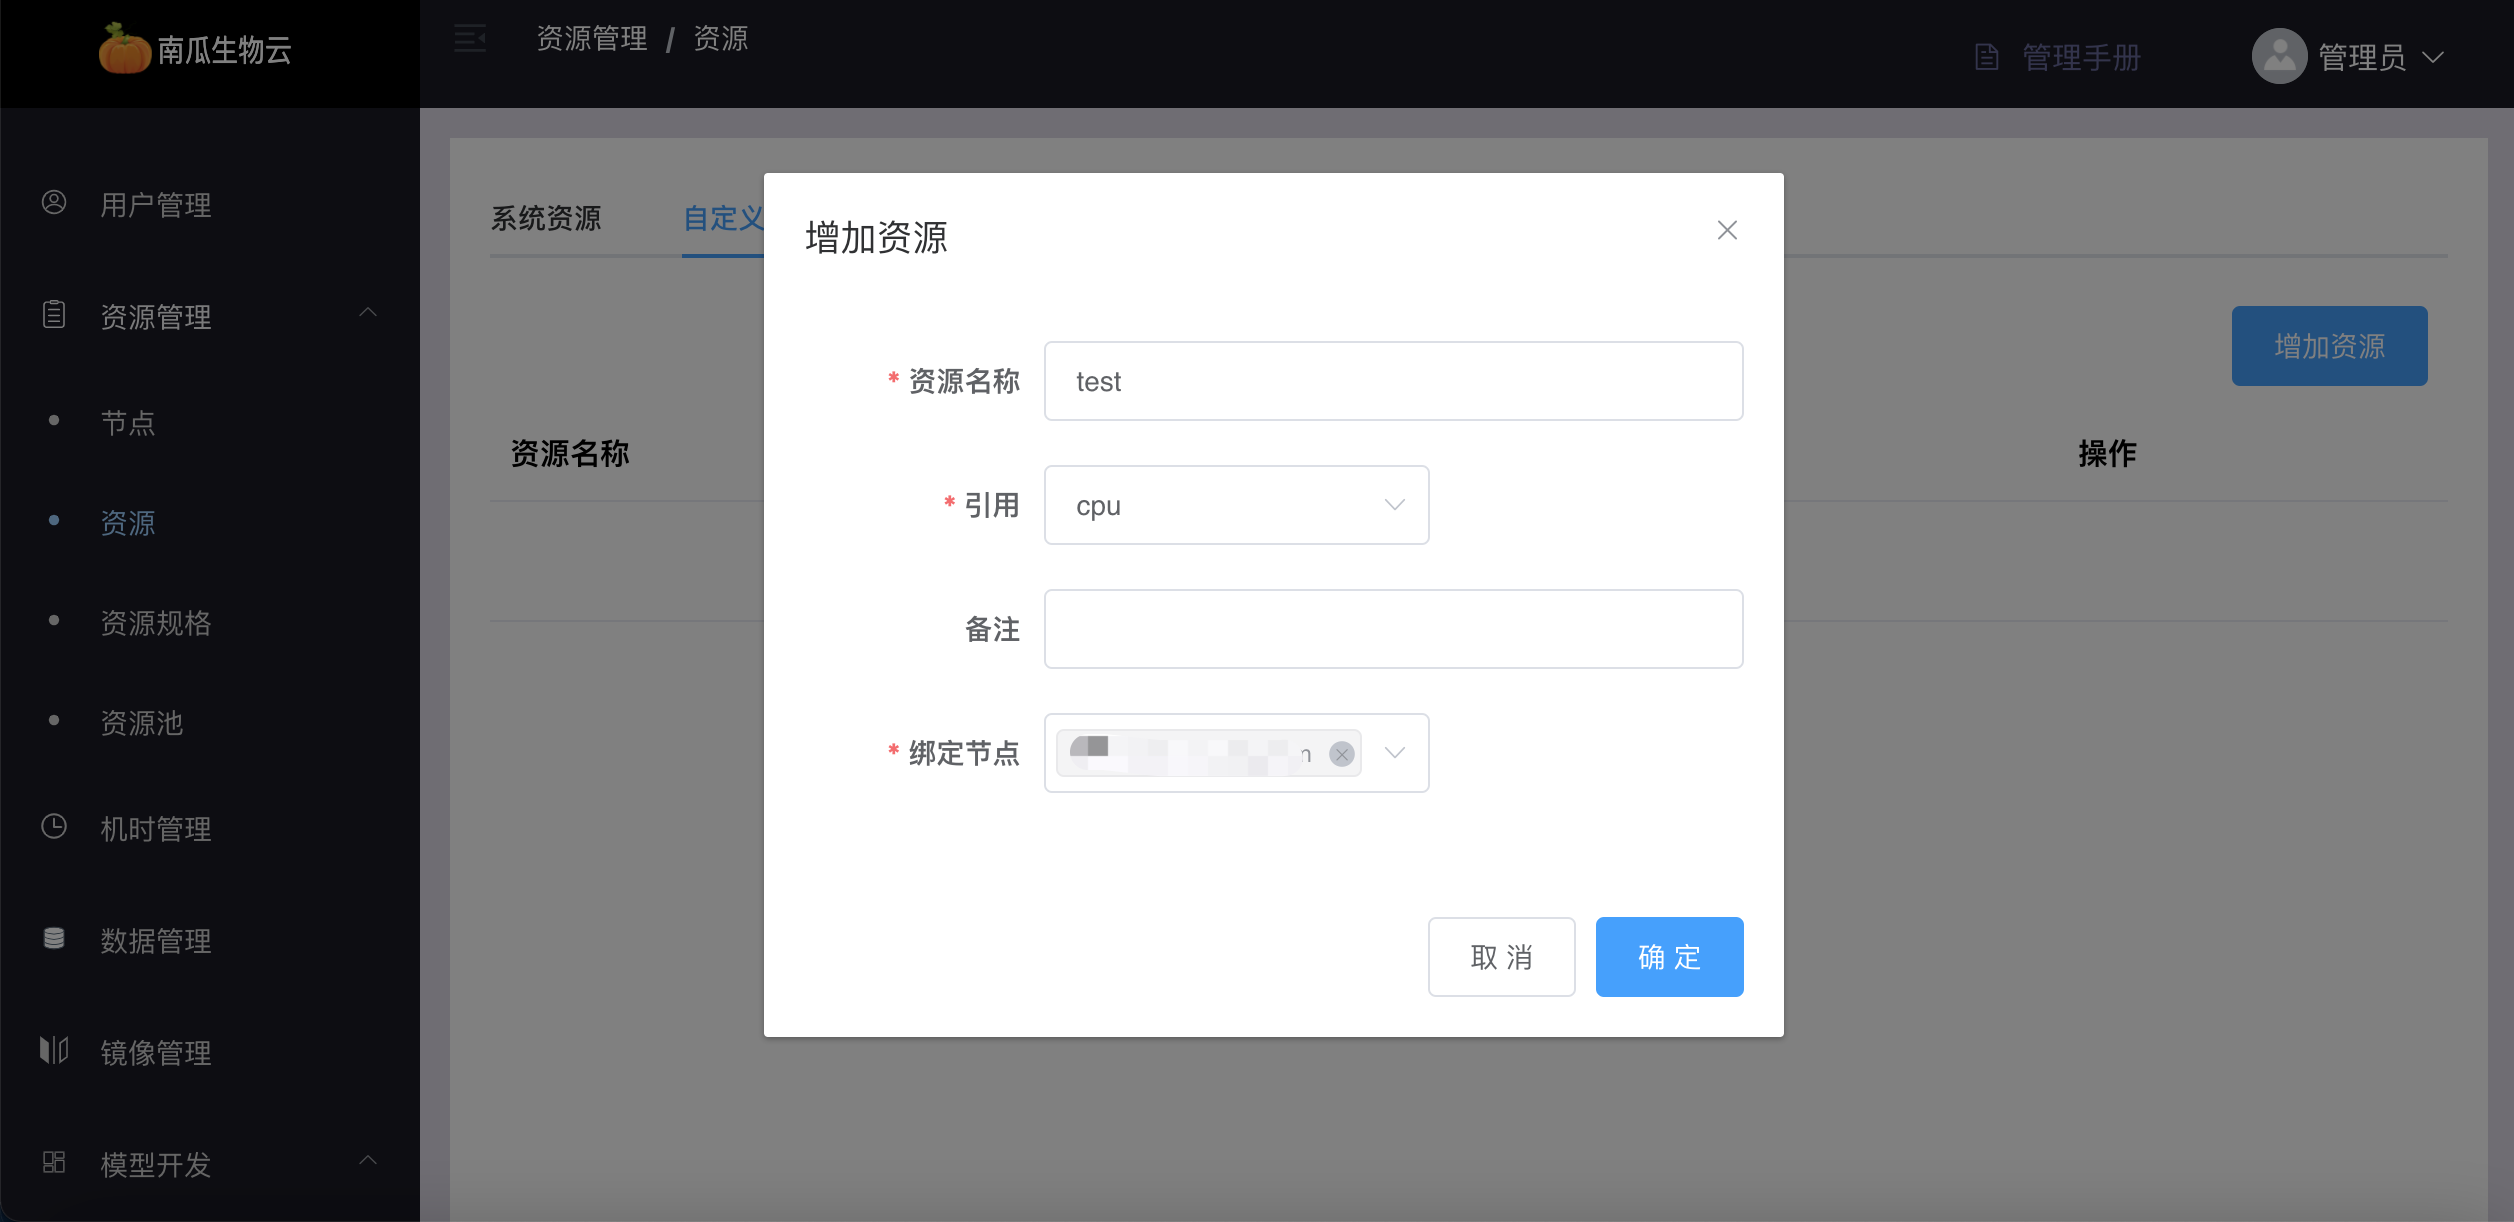 南瓜生物云
资源管理 / 资源
管理手册
管理员
用户管理
资源管理
节点
资源
资源规格
资源池
机时管理
数据管理
镜像管理
模型开发
系统资源
自定义
增加资源
资源名称
操作
增加资源
* 资源名称
test
* 引用
cpu
备注
* 绑定节点
取 消
确 定